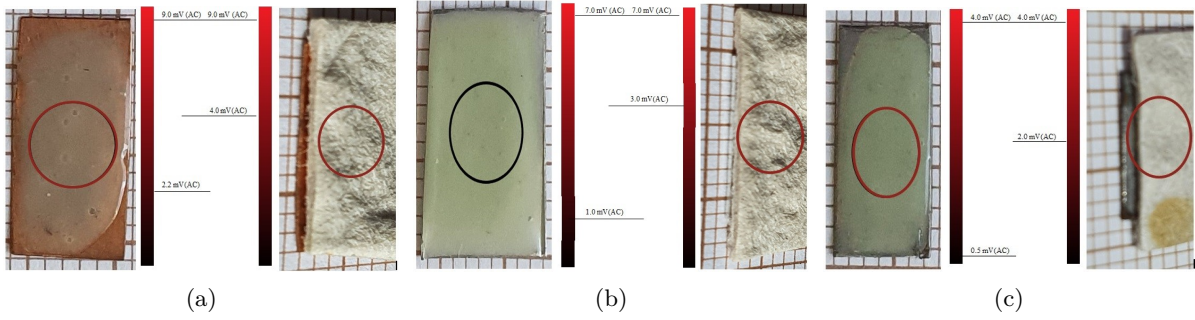 9.0 mV (AC) 9.0 mV (AC)
4.0 mV(AC)
2.2 mV(AC)
(a)
7.0 mV (AC) 7.0 mV (AC)
3.0 mV(AC)
1.0 mV(AC)
(b)
4.0 mV(AC) 4.0 mV(AC)
2.0 mV(AC)
0.5 mV(AC)
(c)